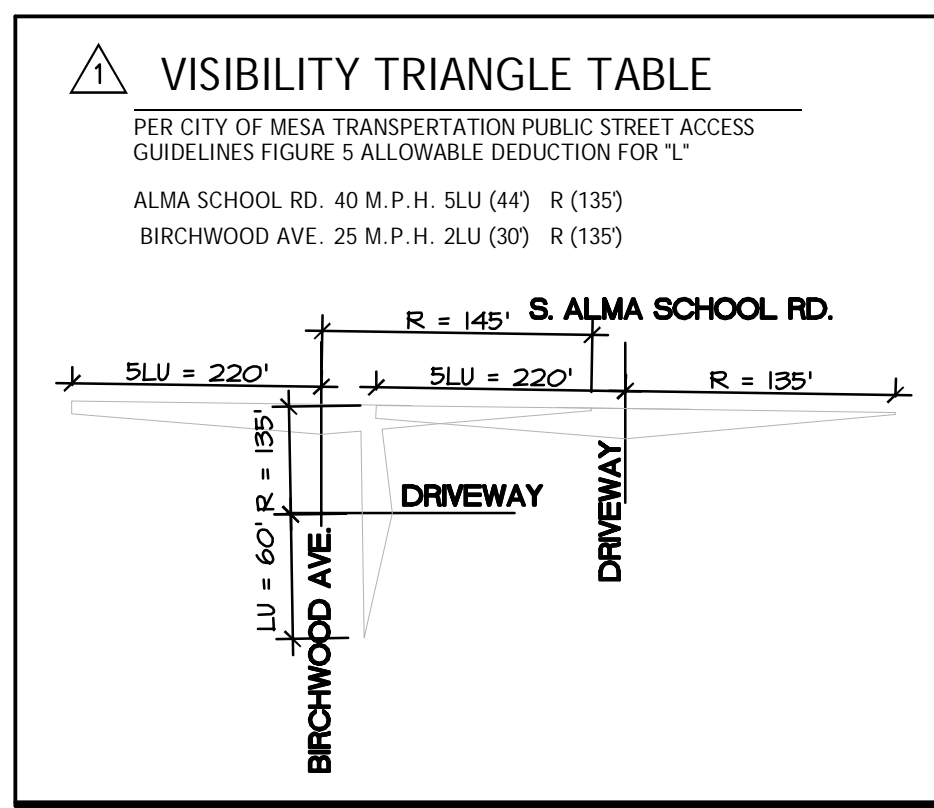 1 VISIBILITY TRIANGLE TABLE
PER CITY OF MESA TRANSPERTATION PUBLIC STREET ACCESS
GUIDELINES FIGURE 5 ALLOWABLE DEDUCTION FOR "L"
ALMA SCHOOL RD. 40 M.P.H. 5LU (44') R (135')
BIRCHWOOD AVE. 25 M.P.H. 2LU (30') R (135')
S. ALMA SCHOOL RD.
R = 145'
5LU = 220'
5LU = 220'
R = 135'
R = 135'
DRIVEWAY
DRIVEWAY
LU = 60'
BIRCHWOOD AVE.